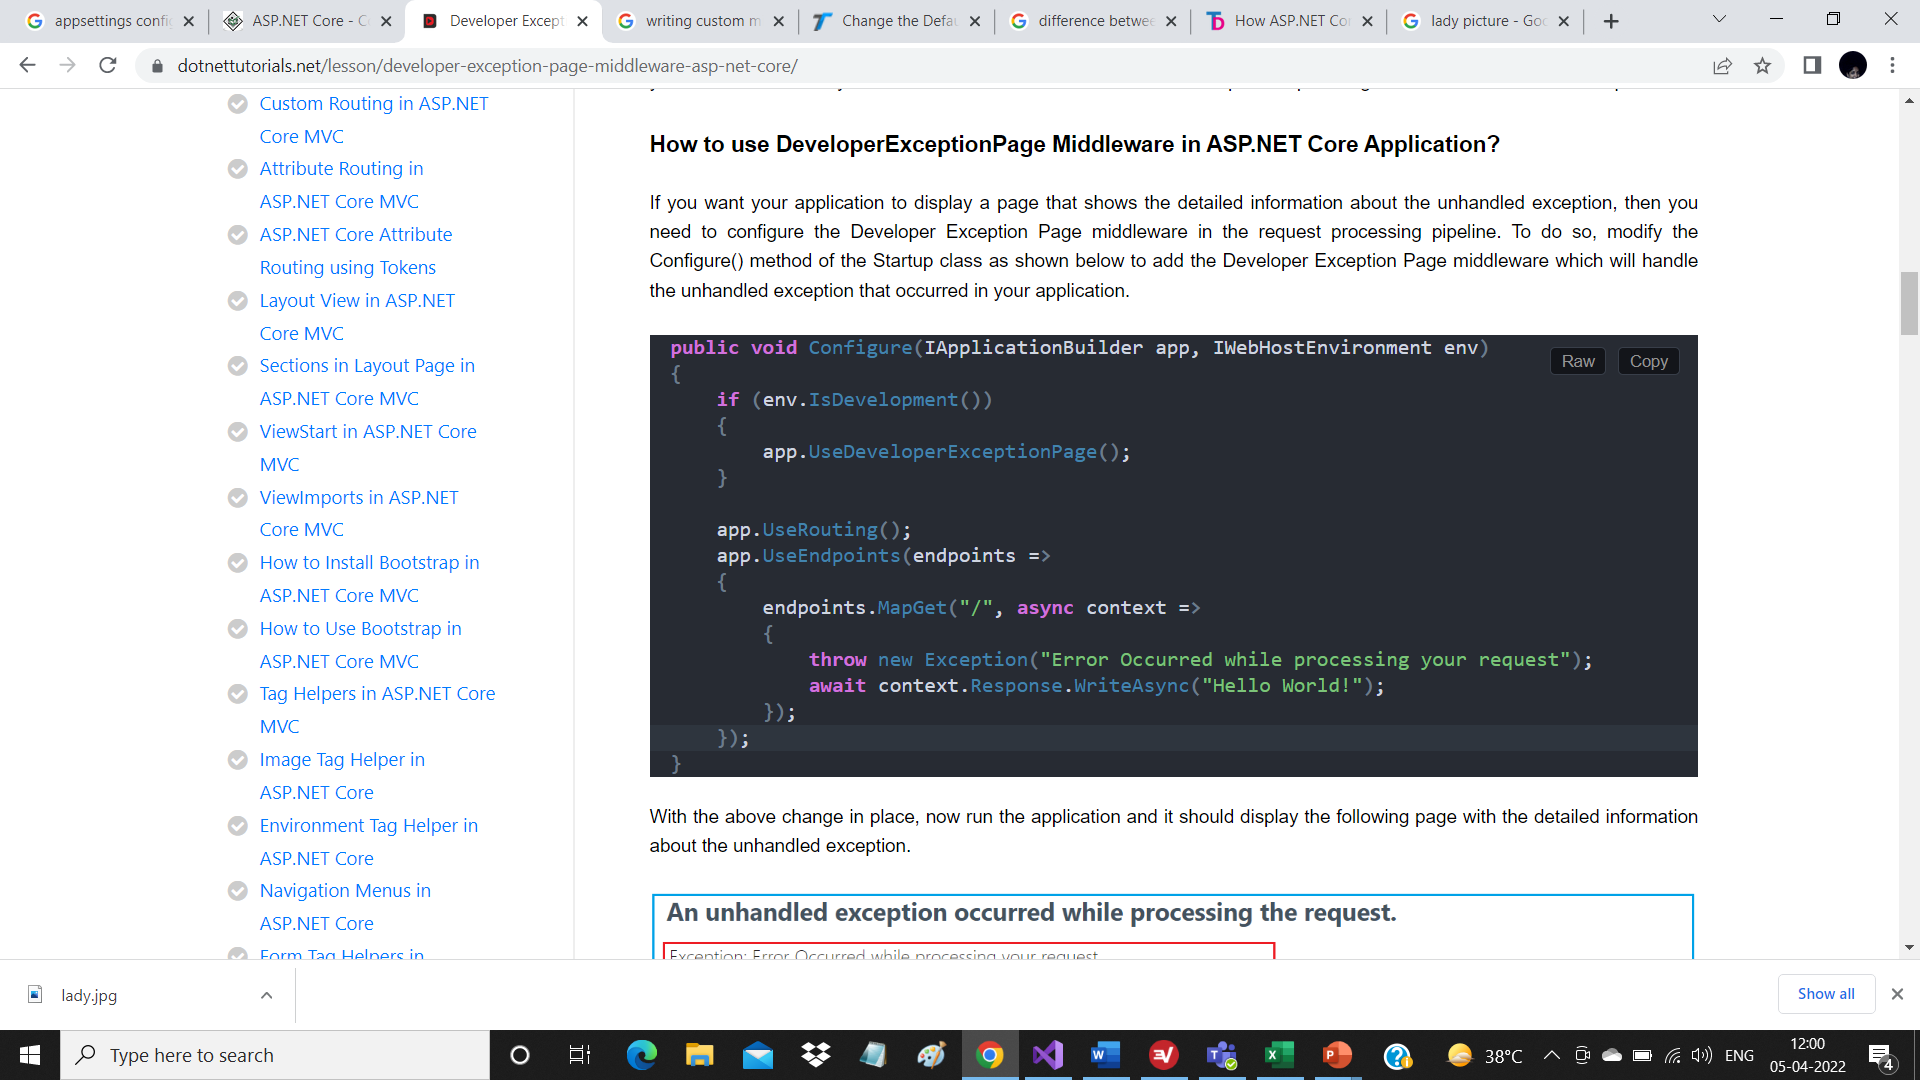 appsettings confi
ASP.NET Core - C
Developer Except
writing custom m
Change the Defau
difference betwee
How ASP.NET Cor
lady picture - Goo
dotnettutorials.net/lesson/developer-exception-page-middleware-asp-net-core/
Custom Routing in ASP.NET
Core MVC
Attribute Routing in
ASP.NET Core MVC
ASP.NET Core Attribute
Routing using Tokens
Layout View in ASP.NET
Core MVC
Sections in Layout Page in
ASP.NET Core MVC
ViewStart in ASP.NET Core
MVC
ViewImports in ASP.NET
Core MVC
How to Install Bootstrap in
ASP.NET Core MVC
How to Use Bootstrap in
ASP.NET Core MVC
Tag Helpers in ASP.NET Core
MVC
Image Tag Helper in
ASP.NET Core
Environment Tag Helper in
ASP.NET Core
Navigation Menus in
ASP.NET Core
Form Tag Helpers in
How to use DeveloperExceptionPage Middleware in ASP.NET Core Application?
If you want your application to display a page that shows the detailed information about the unhandled exception, then you
need to configure the Developer Exception Page middleware in the request processing pipeline. To do so, modify the
Configure() method of the Startup class as shown below to add the Developer Exception Page middleware which will handle
the unhandled exception that occurred in your application.
public void Configure(IApplicationBuilder app, IWebHostEnvironment env)
Raw Copy
{
if (env.IsDevelopment())
{
app.UseDeveloperExceptionPage();
}
app.UseRouting();
app.UseEndpoints(endpoints =>
{
endpoints.MapGet("/", async context =>
{
throw new Exception("Error Occurred while processing your request");
await context.Response.WriteAsync("Hello World!");
});
});
}
With the above change in place, now run the application and it should display the following page with the detailed information
about the unhandled exception.
An unhandled exception occurred while processing the request.
Exception: Error Occurred while processing your request
lady.jpg
Show all
Type here to search
38°C
ENG
12:00
05-04-2022
4